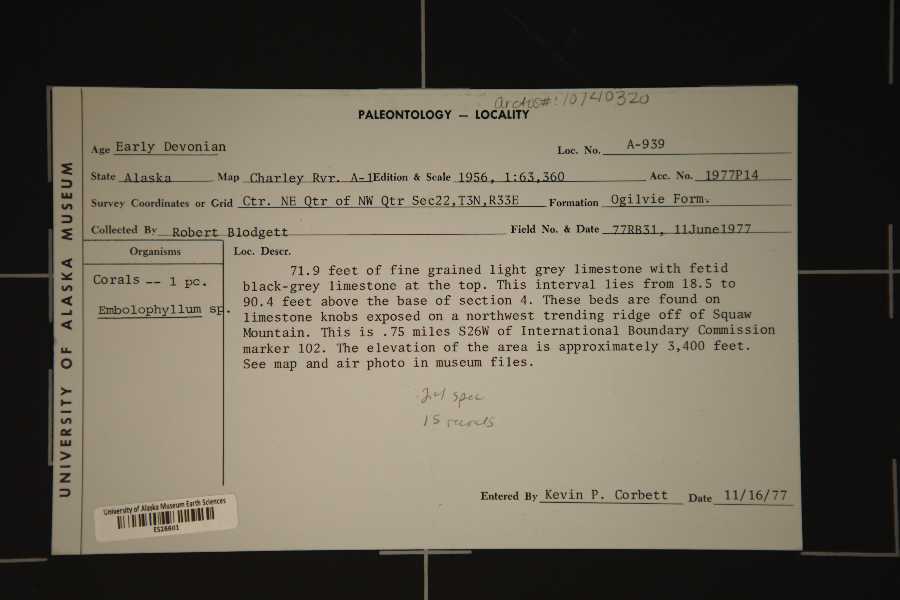 Arctos#: 10740320
PALEONTOLOGY — LOCALITY
Age Early Devonian Loc. No. A-939
State Alaska Map Charley Rvr. A-1 Edition & Scale 1956, 1:63,360 Acc. No. 1977P14
Survey Coordinates or Grid Ctr. NE Qtr of NW Qtr Sec22,T3N,R33E Formation Ogilvie Form.
Collected By Robert Blodgett Field No. & Date 77RB31, 11June1977
Organisms Loc. Descr.
Corals -- 1 pc.
Embolophyllum sp.
71.9 feet of fine grained light grey limestone with fetid
black-grey limestone at the top. This interval lies from 18.5 to
90.4 feet above the base of section 4. These beds are found on
limestone knobs exposed on a northwest trending ridge off of Squaw
Mountain. This is .75 miles S26W of International Boundary Commission
marker 102. The elevation of the area is approximately 3,400 feet.
See map and air photo in museum files.
spec
15
Entered By Kevin P. Corbett Date 11/16/77
UNIVERSITY OF ALASKA MUSEUM
University of Alaska Museum Earth Sciences
ES26601